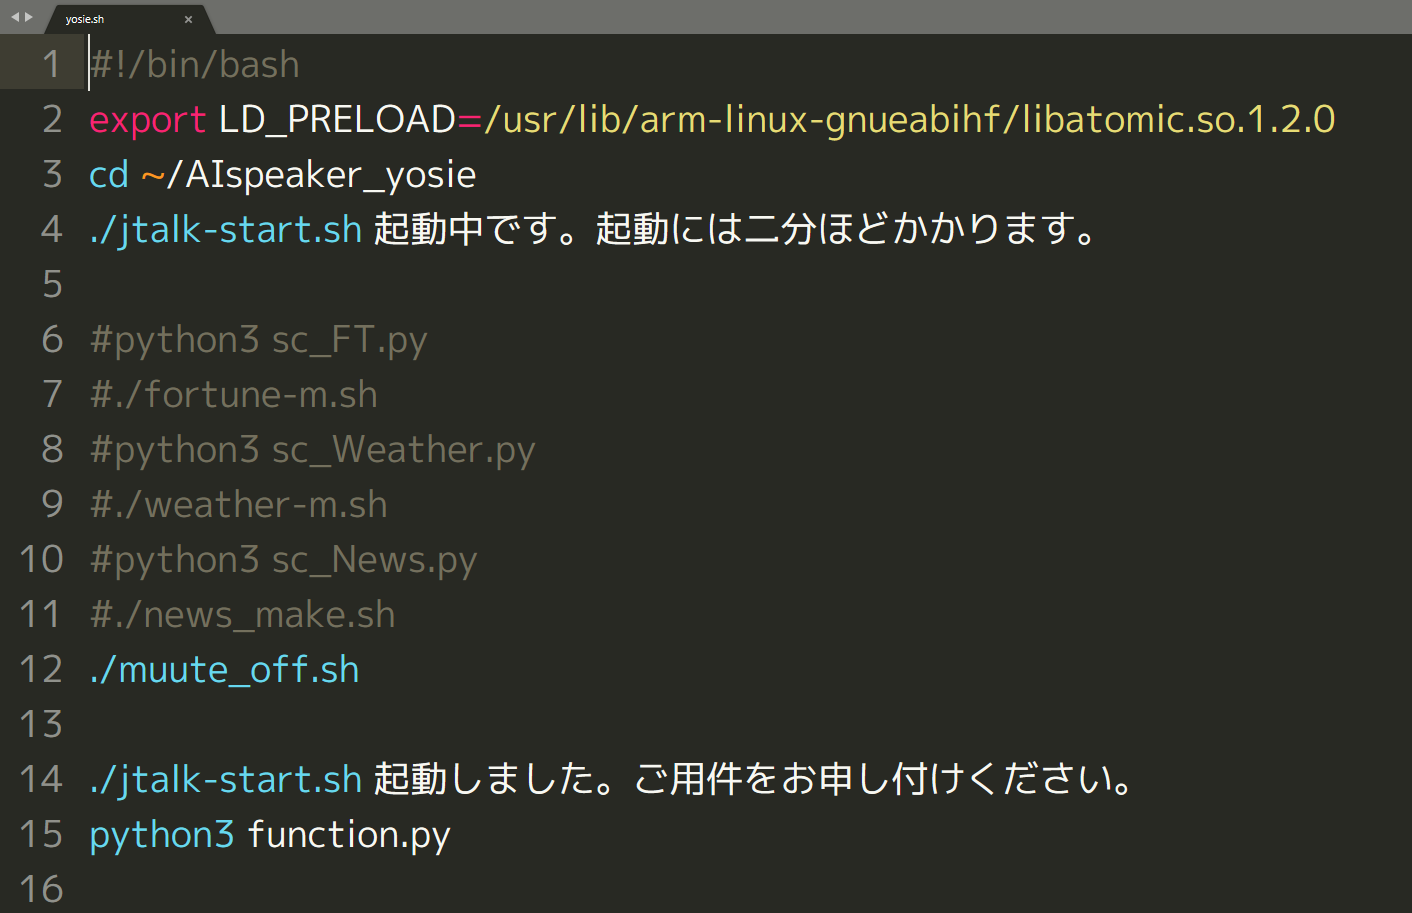 yosie.sh
1 #!/bin/bash
2 export LD_PRELOAD=/usr/lib/arm-linux-gnueabihf/libatomic.so.1.2.0
3 cd ~/AIspeaker_yosie
4 ./jtalk-start.sh 起動中です。起動には二分ほどかかります。
5
6 #python3 sc_FT.py
7 #./fortune-m.sh
8 #python3 sc_Weather.py
9 #./weather-m.sh
10 #python3 sc_News.py
11 #./news_make.sh
12 ./muute_off.sh
13
14 ./jtalk-start.sh 起動しました。ご用件をお申し付けください。
15 python3 function.py
16